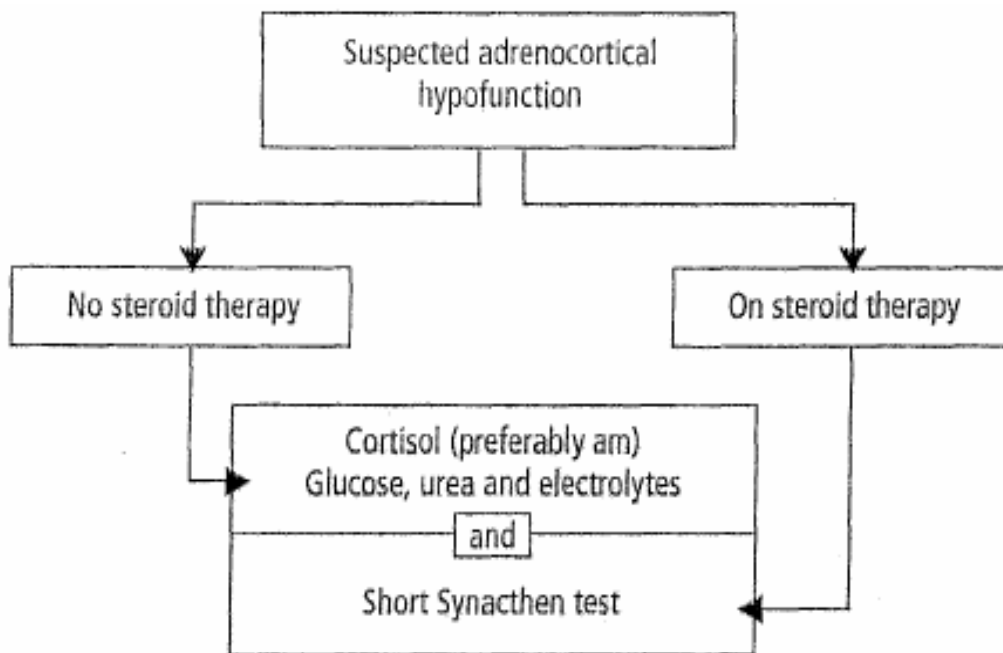 Suspected adrenocortical
hypofunction
No steroid therapy
On steroid therapy
Cortisol (preferably am)
Glucose, urea and electrolytes
and
Short Synacthen test